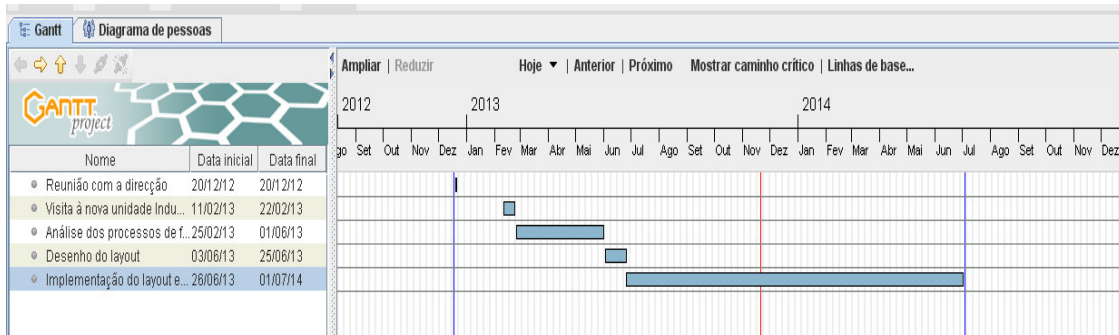 Gantt Diagrama de pessoas
Ampliar | Reduzir Hoje ▼ | Anterior | Próximo Mostrar caminho crítico | Linhas de base...
GANTT project
2012 2013 2014
go Set Out Nov Dez Jan Fev Mar Abr Mai Jun Jul Ago Set Out Nov Dez Jan Fev Mar Abr Mai Jun Jul Ago Set Out Nov Dez
Nome Data inicial Data final
Reunião com a direcção 20/12/12 20/12/12
Visita à nova unidade Indu... 11/02/13 22/02/13
Análise dos processos de f... 25/02/13 01/06/13
Desenho do layout 03/06/13 25/06/13
Implementação do layout e... 26/06/13 01/07/14